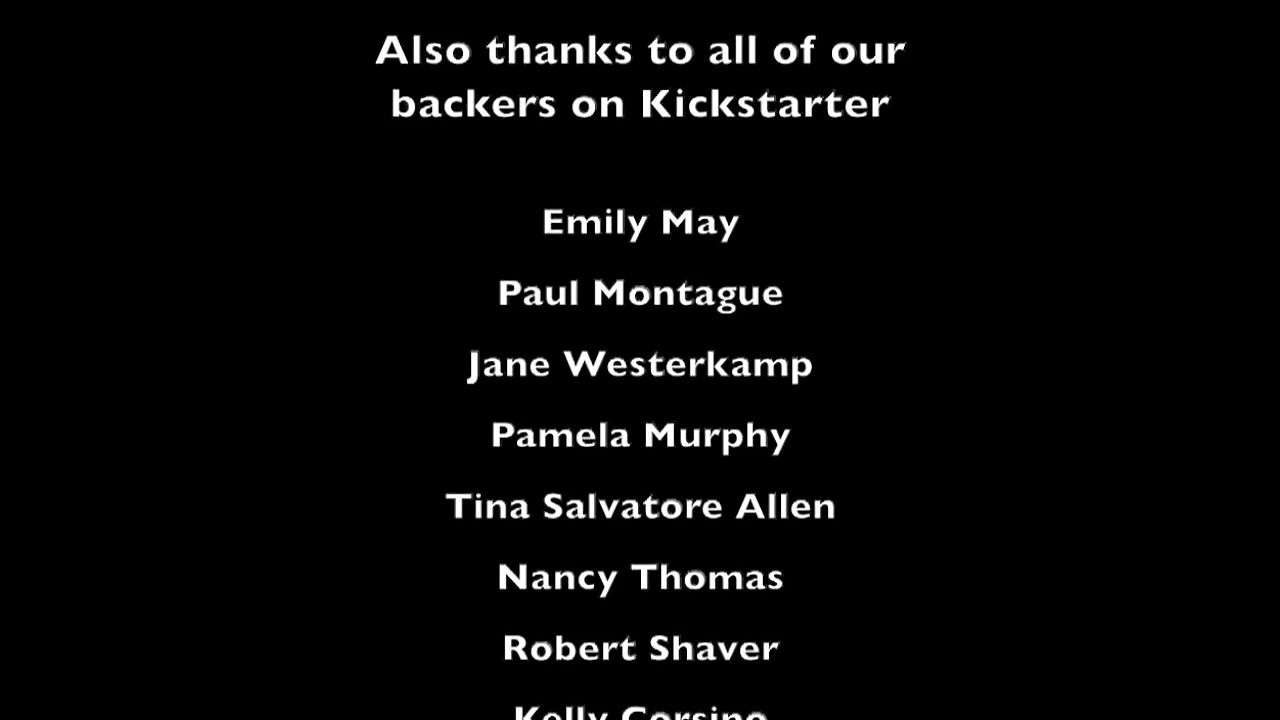 Also thanks to all of our
backers on Kickstarter
Emily May
Paul Montague
Jane Westerkamp
Pamela Murphy
Tina Salvatore Allen
Nancy Thomas
Robert Shaver
Kelly Corsino